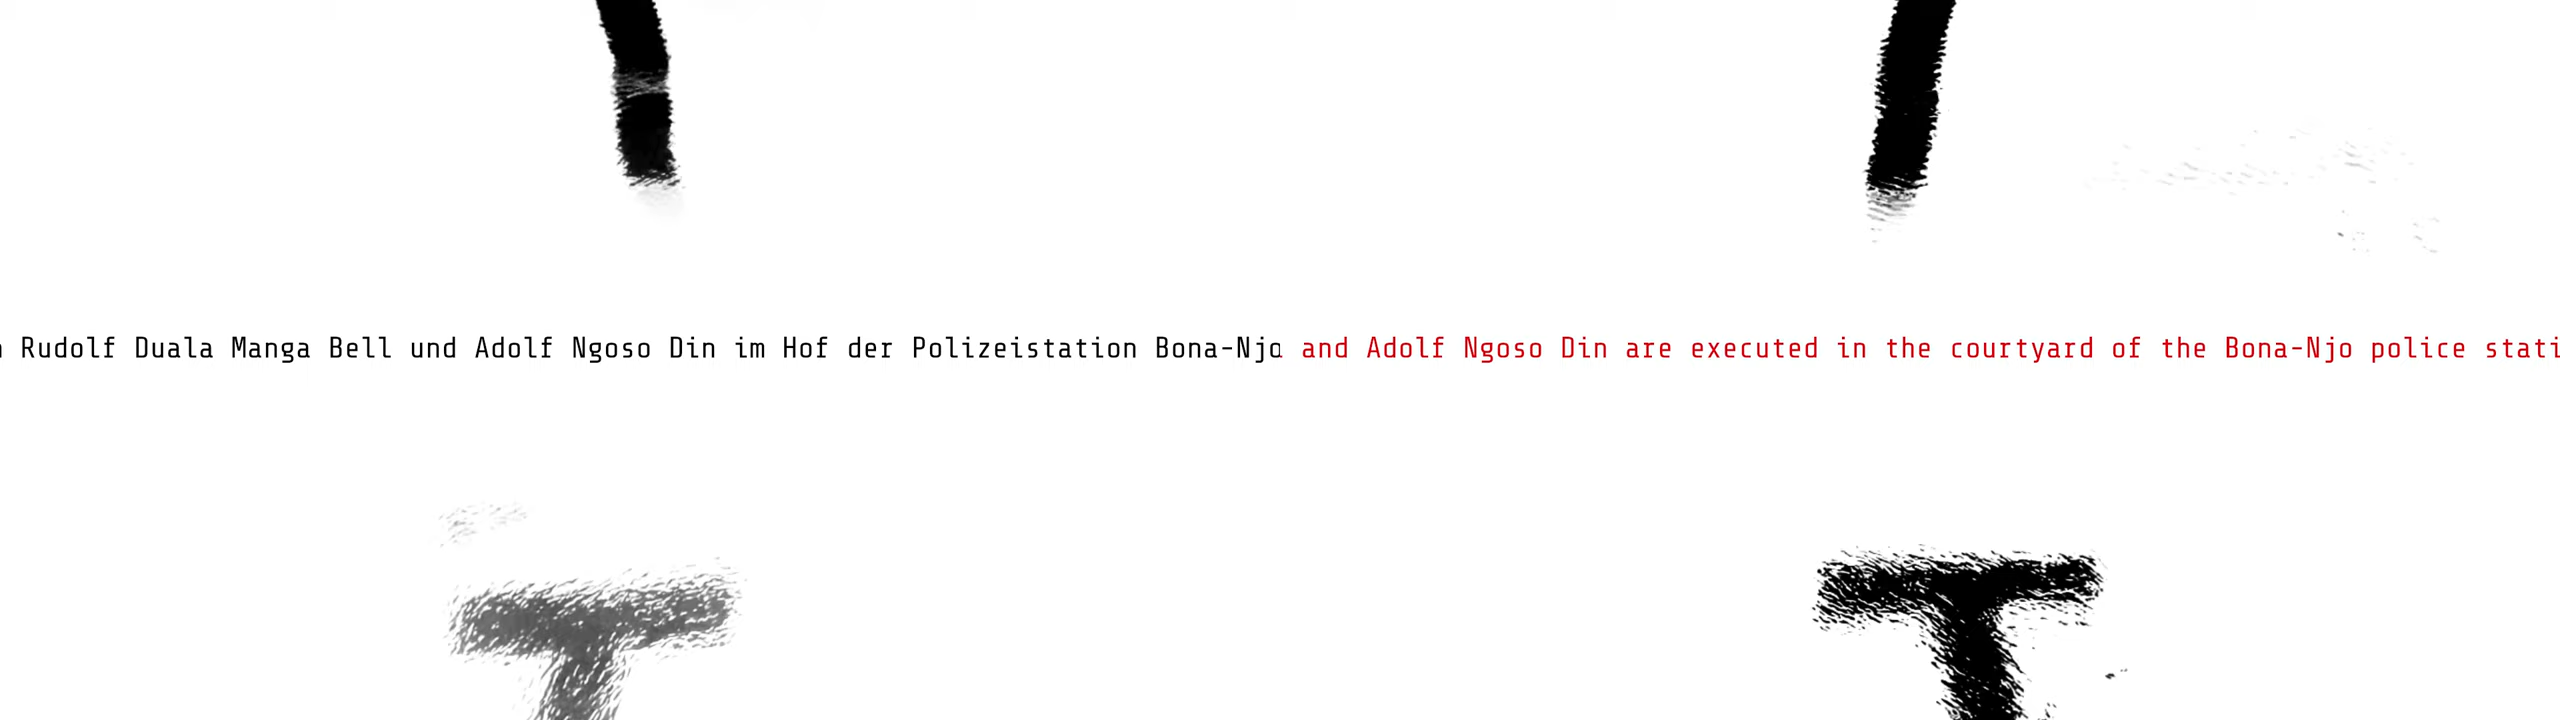 Rudolf Duala Manga Bell und Adolf Ngoso Din im Hof der Polizeistation Bona-Njo and Adolf Ngoso Din are executed in the courtyard of the Bona-Njo police stati